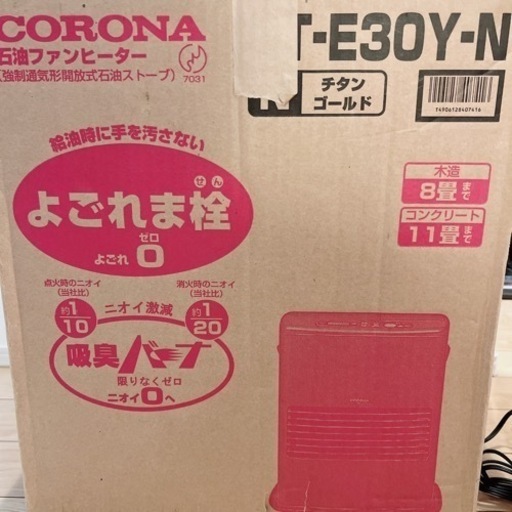 CORONA
石油ファンヒーター
(強制通気形開放式石油ストーブ)
7031
T-E30Y-N
チタン
ゴールド
T4906128407416
給油時に手を汚さない
よごれま栓
せん
よごれ0
ゼロ
木造
8畳まで
コンクリート
11畳まで
点火時のニオイ
(当社比)
約1/10
ニオイ激減
消火時のニオイ
(当社比)
約1/20
吸臭バーナ
限りなくゼロ
ニオイ0へ